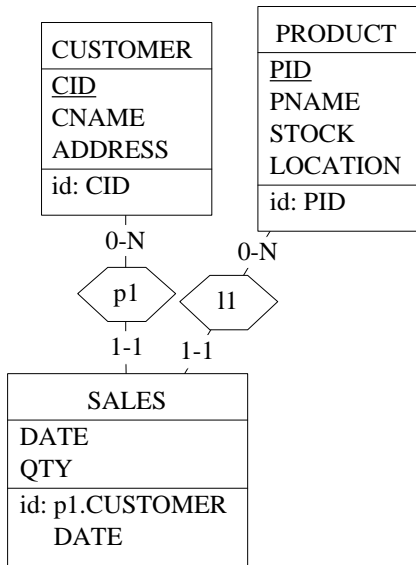 CUSTOMER
CID
CNAME
ADDRESS
id: CID
PRODUCT
PID
PNAME
STOCK
LOCATION
id: PID
0-N
0-N
p1
l1
1-1
1-1
SALES
DATE
QTY
id: p1.CUSTOMER
DATE